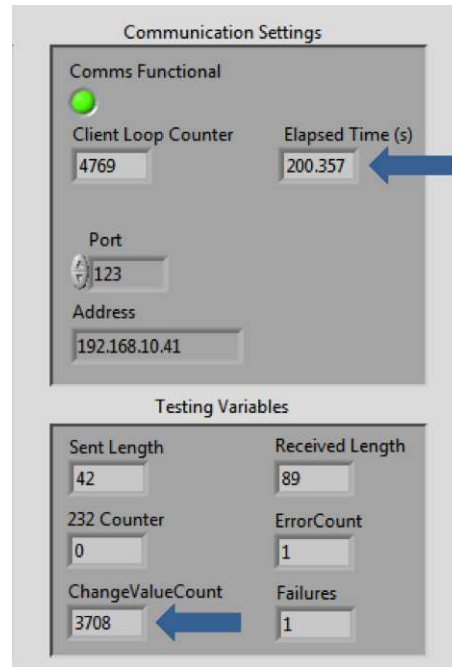 Communication Settings
Comms Functional
Client Loop Counter Elapsed Time (s)
4769 200.357
Port
123
Address
192.168.10.41
Testing Variables
Sent Length Received Length
42 89
232 Counter ErrorCount
0 1
ChangeValueCount Failures
3708 1